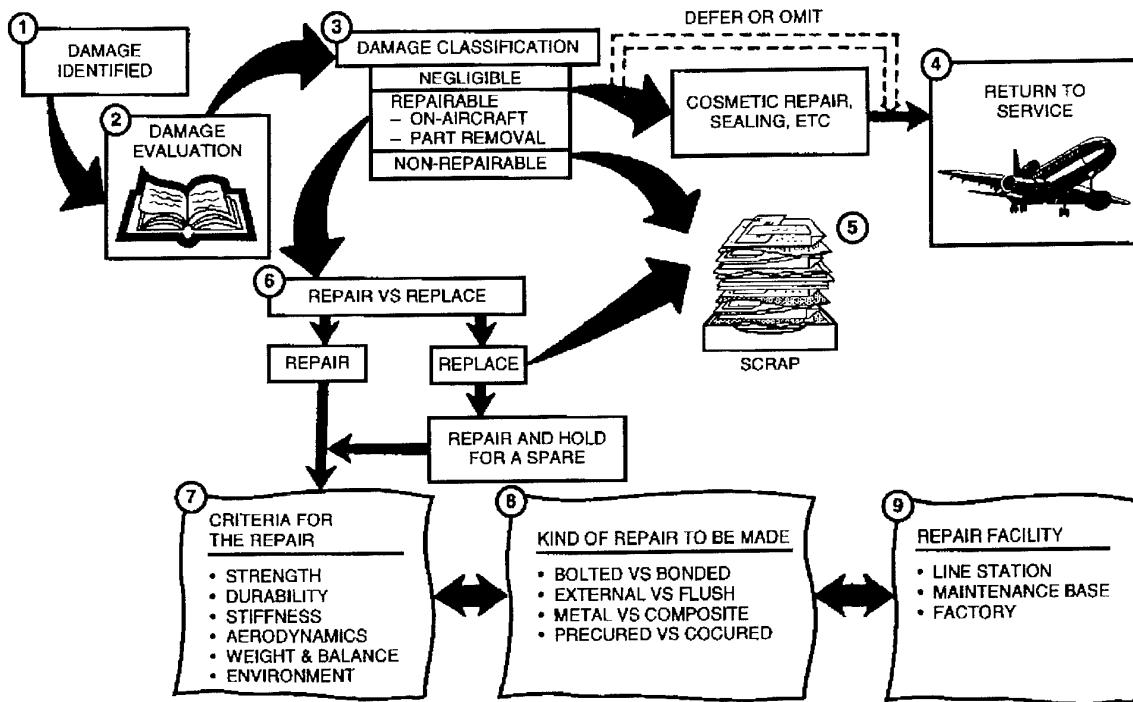 1
DAMAGE
IDENTIFIED
2
DAMAGE
EVALUATION
3
DAMAGE CLASSIFICATION
NEGLIGIBLE
REPAIRABLE
– ON-AIRCRAFT
– PART REMOVAL
NON-REPAIRABLE
DEFER OR OMIT
COSMETIC REPAIR,
SEALING, ETC
4
RETURN TO
SERVICE
5
SCRAP
6
REPAIR VS REPLACE
REPAIR
REPLACE
REPAIR AND HOLD
FOR A SPARE
7
CRITERIA FOR
THE REPAIR
• STRENGTH
• DURABILITY
• STIFFNESS
• AERODYNAMICS
• WEIGHT & BALANCE
• ENVIRONMENT
8
KIND OF REPAIR TO BE MADE
• BOLTED VS BONDED
• EXTERNAL VS FLUSH
• METAL VS COMPOSITE
• PRECURED VS COCURED
9
REPAIR FACILITY
• LINE STATION
• MAINTENANCE BASE
• FACTORY